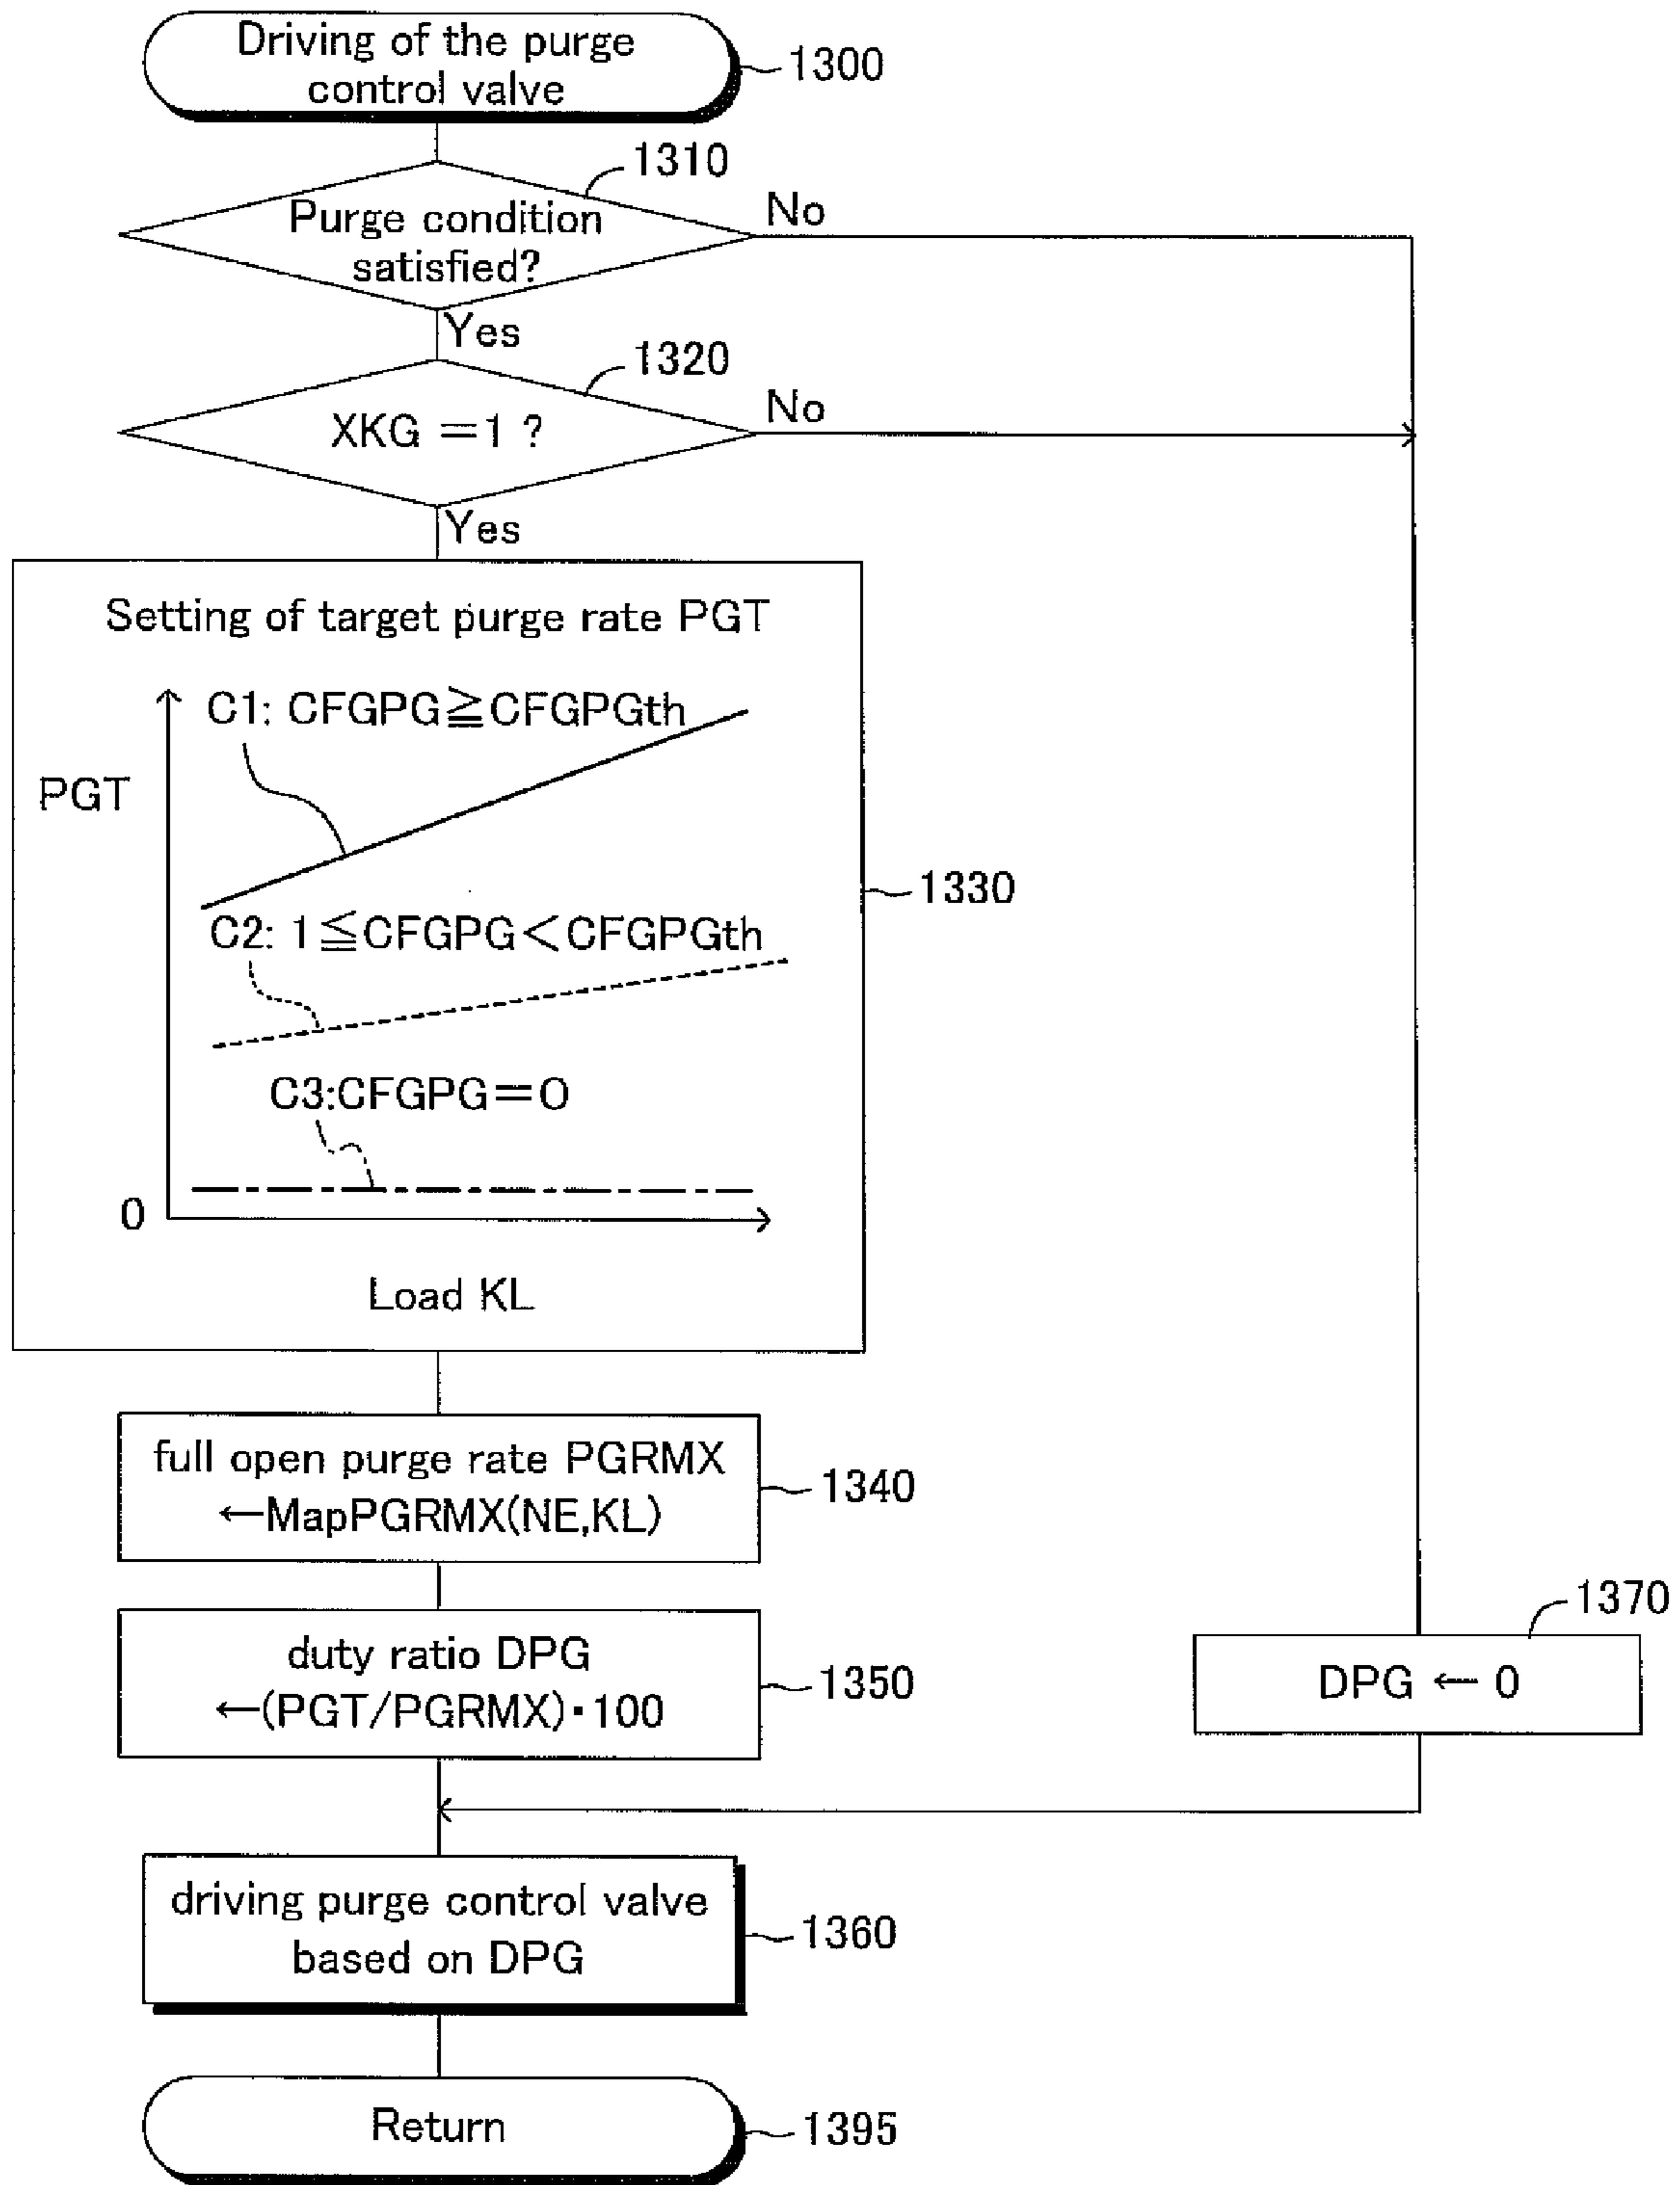 Driving of the purge
control valve
1300
1310
Purge condition
satisfied?
No
Yes
1320
XKG =1 ?
No
Yes
Setting of target purge rate PGT
C1: CFGPG≧CFGPGth
PGT
1330
C2: 1≦CFGPG<CFGPGth
C3:CFGPG=0
0
Load KL
full open purge rate PGRMX
←MapPGRMX(NE,KL)
1340
duty ratio DPG
←(PGT/PGRMX)・100
1350
1370
DPG ← 0
driving purge control valve
based on DPG
1360
Return
1395